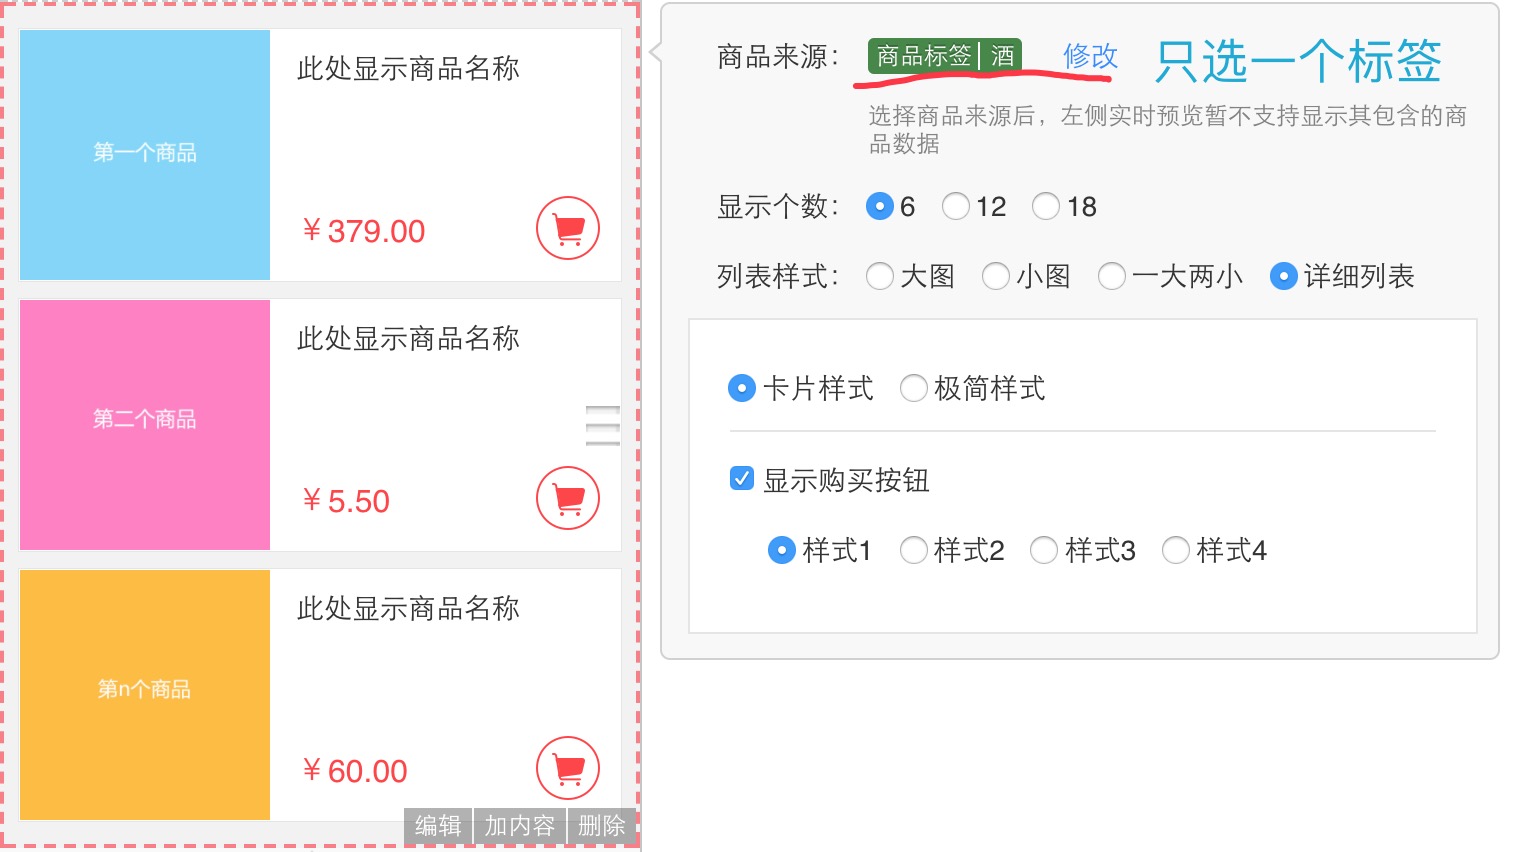 此处显示商品名称
第一个商品
￥379.00
此处显示商品名称
第二个商品
￥5.50
此处显示商品名称
第n个商品
￥60.00
编辑 加内容 删除
商品来源： 商品标签 酒 修改 只选一个标签
选择商品来源后，左侧实时预览暂不支持显示其包含的商
品数据
显示个数： 6 12 18
列表样式： 大图 小图 一大两小 详细列表
卡片样式 极简样式
显示购买按钮
样式1 样式2 样式3 样式4